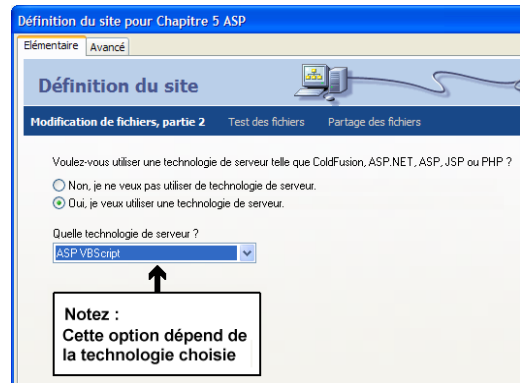 Définition du site pour Chapitre 5 ASP
Elémentaire Avancé
Définition du site
Modification de fichiers, partie 2 Test des fichiers Partage des fichiers
Voulez-vous utiliser une technologie de serveur telle que ColdFusion, ASP.NET, ASP, JSP ou PHP ?
Non, je ne veux pas utiliser de technologie de serveur.
Oui, je veux utiliser une technologie de serveur.
Quelle technologie de serveur ?
ASP VBScript
Notez :
Cette option dépend de
la technologie choisie